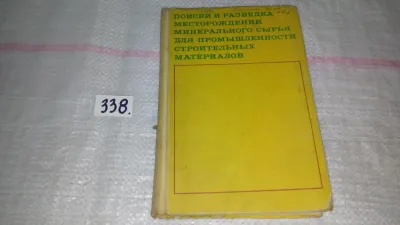 ПОИСКИ И РАЗВЕДКА
МЕСТОРОЖДЕНИЙ
МИНЕРАЛЬНОГО СЫРЬЯ
ДЛЯ ПРОМЫШЛЕННОСТИ
СТРОИТЕЛЬНЫХ
МАТЕРИАЛОВ
338.